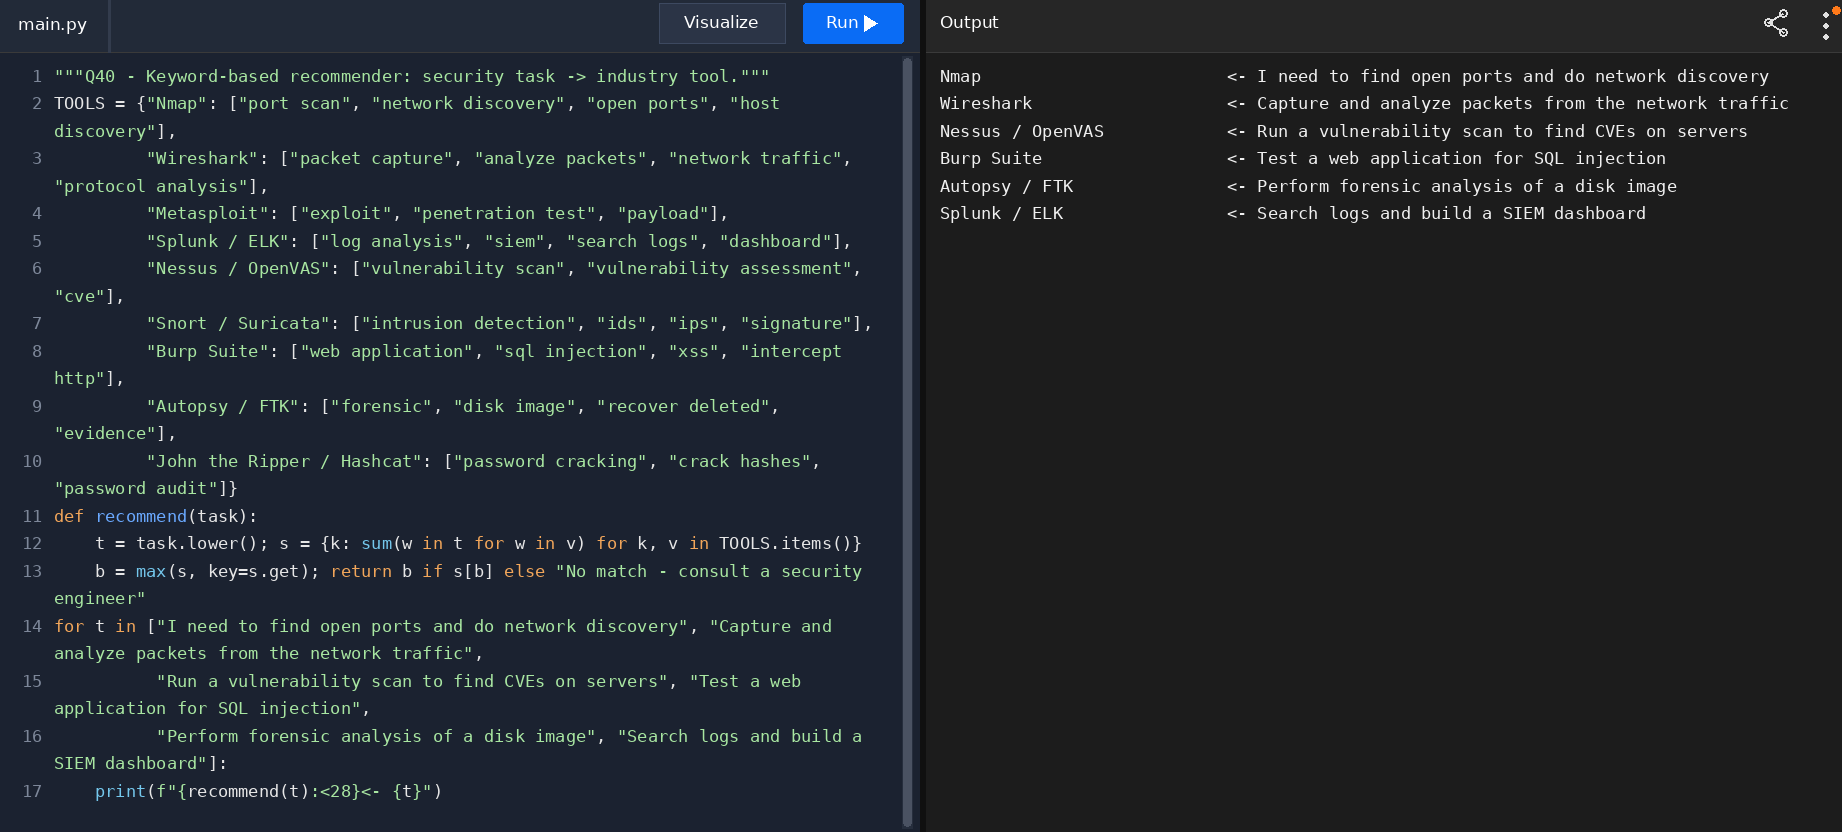 main.py
Visualize
Run
Output
1 """Q40 - Keyword-based recommender: security task -> industry tool."""
2 TOOLS = {"Nmap": ["port scan", "network discovery", "open ports", "host
discovery"],
3          "Wireshark": ["packet capture", "analyze packets", "network traffic",
"protocol analysis"],
4          "Metasploit": ["exploit", "penetration test", "payload"],
5          "Splunk / ELK": ["log analysis", "siem", "search logs", "dashboard"],
6          "Nessus / OpenVAS": ["vulnerability scan", "vulnerability assessment",
"cve"],
7          "Snort / Suricata": ["intrusion detection", "ids", "ips", "signature"],
8          "Burp Suite": ["web application", "sql injection", "xss", "intercept
http"],
9          "Autopsy / FTK": ["forensic", "disk image", "recover deleted",
"evidence"],
10          "John the Ripper / Hashcat": ["password cracking", "crack hashes",
"password audit"]}
11 def recommend(task):
12     t = task.lower(); s = {k: sum(w in t for w in v) for k, v in TOOLS.items()}
13     b = max(s, key=s.get); return b if s[b] else "No match - consult a security
engineer"
14 for t in ["I need to find open ports and do network discovery", "Capture and
analyze packets from the network traffic",
15           "Run a vulnerability scan to find CVEs on servers", "Test a web
application for SQL injection",
16           "Perform forensic analysis of a disk image", "Search logs and build a
SIEM dashboard"]:
17     print(f"{recommend(t):<28}<- {t}")
Nmap                        <- I need to find open ports and do network discovery
Wireshark                   <- Capture and analyze packets from the network traffic
Nessus / OpenVAS            <- Run a vulnerability scan to find CVEs on servers
Burp Suite                  <- Test a web application for SQL injection
Autopsy / FTK               <- Perform forensic analysis of a disk image
Splunk / ELK                <- Search logs and build a SIEM dashboard